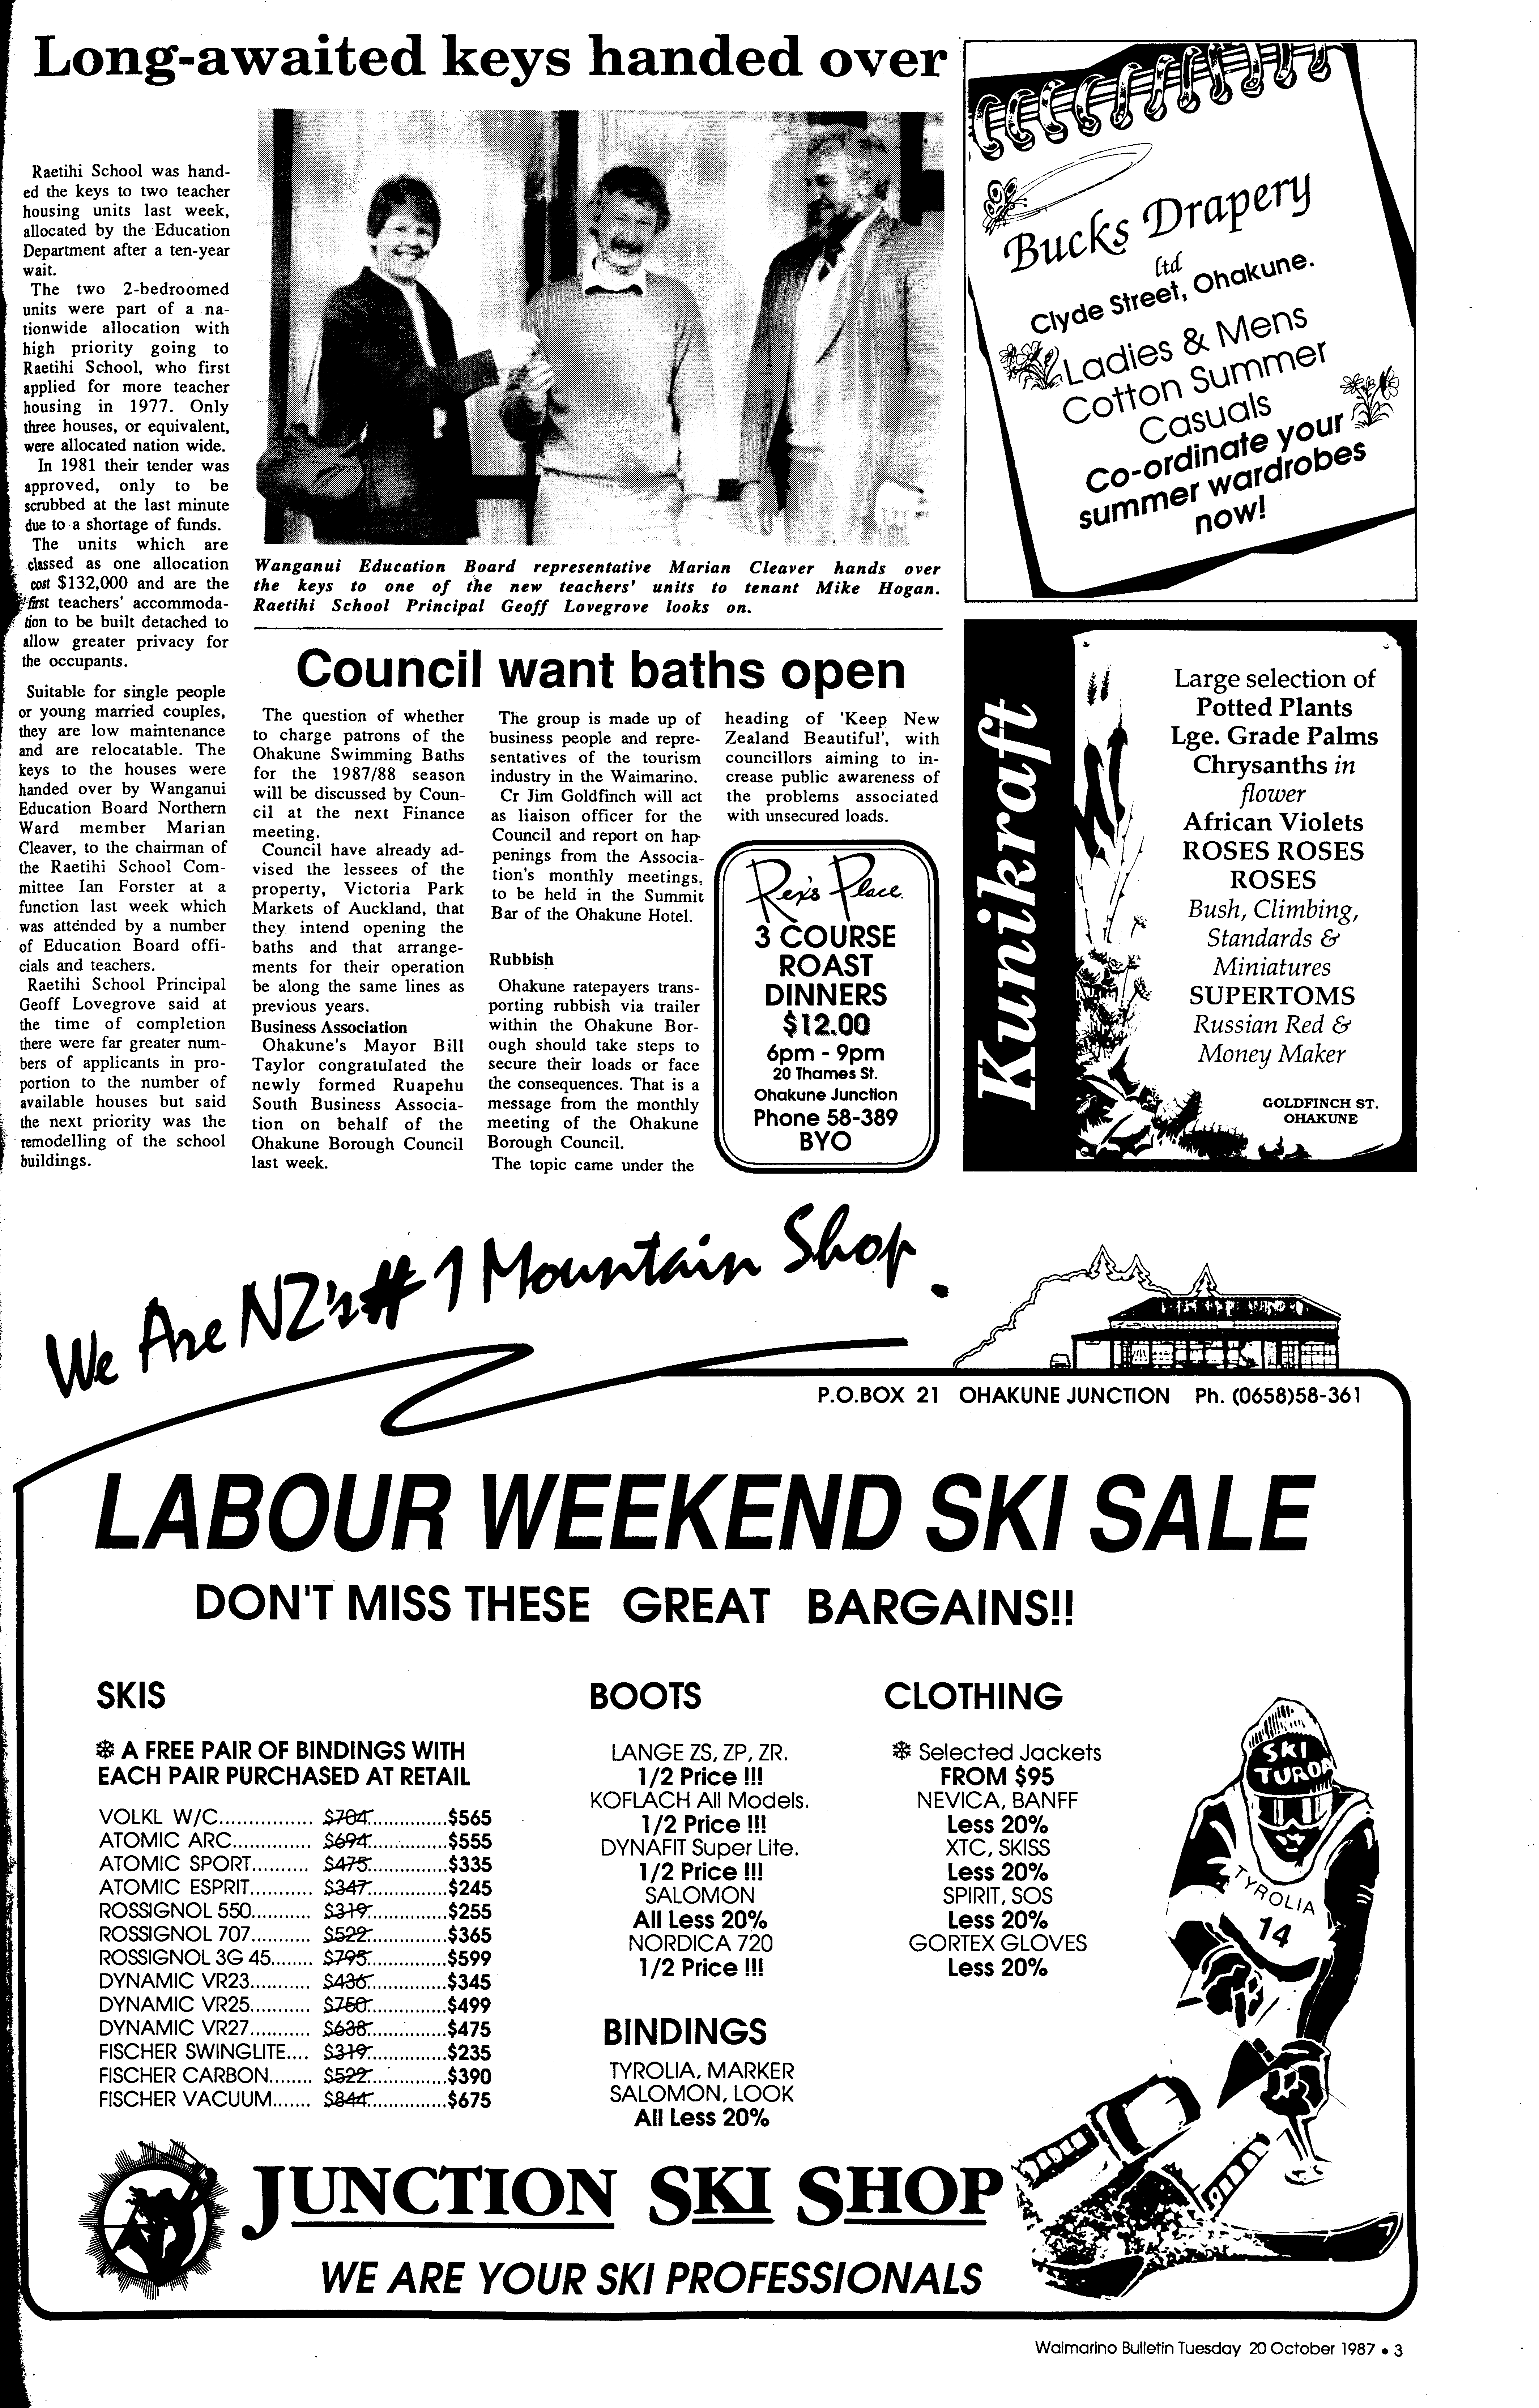 Long-awaited keys handed over
Raetihi School was hand-
ed the keys to two teacher
housing units last week,
allocated by the Education
Department after a ten-year
wait.
The two 2-bedroomed
units were part of a na-
tionwide allocation with
high priority going to
Raetihi School, who first
applied for more teacher
housing in 1977. Only
three houses, or equivalent,
were allocated nation wide.
In 1981 their tender was
approved, only to be
scrubbed at the last minute
due to a shortage of funds.
The units which are
classed as one allocation
cost $132,000 and are the
first teachers' accommoda-
tion to be built detached to
allow greater privacy for
the occupants.
Suitable for single people
or young married couples,
they are low maintenance
and are relocatable. The
keys to the houses were
handed over by Wanganui
Education Board Northern
Ward member Marian
Cleaver, to the chairman of
the Raetihi School Com-
mittee Ian Forster at a
function last week which
was attended by a number
of Education Board offi-
cials and teachers.
Raetihi School Principal
Geoff Lovegrove said at
the time of completion
there were far greater num-
bers of applicants in pro-
portion to the number of
available houses but said
the next priority was the
remodelling of the school
buildings.
Wanganui Education Board representative Marian Cleaver hands over
the keys to one of the new teachers' units to tenant Mike Hogan.
Raetihi School Principal Geoff Lovegrove looks on.
Council want baths open
The question of whether
to charge patrons of the
Ohakune Swimming Baths
for the 1987/88 season
will be discussed by Coun-
cil at the next Finance
meeting.
Council have already ad-
vised the lessees of the
property, Victoria Park
Markets of Auckland, that
they intend opening the
baths and that arrange-
ments for their operation
be along the same lines as
previous years.
Business Association
Ohakune's Mayor Bill
Taylor congratulated the
newly formed Ruapehu
South Business Associa-
tion on behalf of the
Ohakune Borough Council
last week.
The group is made up of
business people and repre-
sentatives of the tourism
industry in the Waimarino.
Cr Jim Goldfinch will act
as liaison officer for the
Council and report on hap-
penings from the Associa-
tion's monthly meetings,
to be held in the Summit
Bar of the Ohakune Hotel.
Rubbish
Ohakune ratepayers trans-
porting rubbish via trailer
within the Ohakune Bor-
ough should take steps to
secure their loads or face
the consequences. That is a
message from the monthly
meeting of the Ohakune
Borough Council.
The topic came under the
heading of 'Keep New
Zealand Beautiful', with
councillors aiming to in-
crease public awareness of
the problems associated
with unsecured loads.
Rex's Place.
3 COURSE
ROAST
DINNERS
$12.00
6pm - 9pm
20 Thames St.
Ohakune Junction
Phone 58-389
BYO
Bucks Drapery
ltd
Clyde Street, Ohakune.
Ladies & Mens
Cotton Summer
Casuals
Co-ordinate your
summer wardrobes
now!
Kunikraft
Large selection of
Potted Plants
Lge. Grade Palms
Chrysanths in
flower
African Violets
ROSES ROSES
ROSES
Bush, Climbing,
Standards &
Miniatures
SUPERTOMS
Russian Red &
Money Maker
GOLDFINCH ST.
OHAKUNE
We Are NZ's # 1 Mountain Shop.
P.O.BOX 21 OHAKUNE JUNCTION Ph. (0658)58-361
LABOUR WEEKEND SKI SALE
DON'T MISS THESE GREAT BARGAINS!!
SKIS
❄ A FREE PAIR OF BINDINGS WITH
EACH PAIR PURCHASED AT RETAIL
VOLKL W/C................ $704...............$565
ATOMIC ARC.............. $694...............$555
ATOMIC SPORT.......... $475...............$335
ATOMIC ESPRIT........... $347...............$245
ROSSIGNOL 550.......... $319...............$255
ROSSIGNOL 707.......... $522...............$365
ROSSIGNOL 3G 45....... $795...............$599
DYNAMIC VR23........... $436...............$345
DYNAMIC VR25........... $750...............$499
DYNAMIC VR27........... $638...............$475
FISCHER SWINGLITE.... $319...............$235
FISCHER CARBON........ $522...............$390
FISCHER VACUUM....... $844...............$675
BOOTS
LANGE ZS, ZP, ZR.
1/2 Price !!!
KOFLACH All Models.
1/2 Price !!!
DYNAFIT Super Lite.
1/2 Price !!!
SALOMON
All Less 20%
NORDICA 720
1/2 Price !!!
BINDINGS
TYROLIA, MARKER
SALOMON, LOOK
All Less 20%
CLOTHING
❄ Selected Jackets
FROM $95
NEVICA, BANFF
Less 20%
XTC, SKISS
Less 20%
SPIRIT, SOS
Less 20%
GORTEX GLOVES
Less 20%
SKI
TUROA
TYROLIA
14
JUNCTION SKI SHOP
WE ARE YOUR SKI PROFESSIONALS
Waimarino Bulletin Tuesday 20 October 1987 • 3